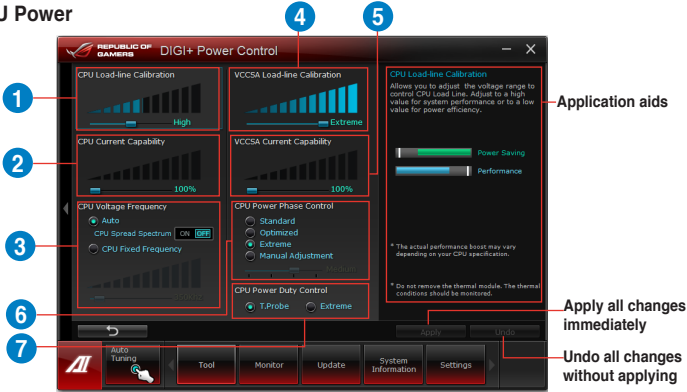 U Power
4
5
REPUBLIC OF
GAMERS
DIGI+ Power Control
1
CPU Load-line Calibration
High
VCCSA Load-line Calibration
Extreme
2
CPU Current Capability
100%
VCCSA Current Capability
100%
3
CPU Voltage Frequency
Auto
CPU Spread Spectrum ON OFF
CPU Fixed Frequency
6
CPU Power Phase Control
Standard
Optimized
Extreme
Manual Adjustment
Medium
7
CPU Power Duty Control
T.Probe Extreme
CPU Load-line Calibration
Allows you to adjust the voltage range to
control CPU Load Line. Adjust to a high
value for system performance or to a low
value for power efficiency.
Power Saving
Performance
* The actual performance boost may vary
depending on your CPU specification.
* Do not remove the thermal module. The thermal
conditions should be monitored.
Application aids
Apply Undo
Apply all changes
immediately
Undo all changes
without applying
Auto
Tuning
Tool
Monitor
Update
System
Information
Settings